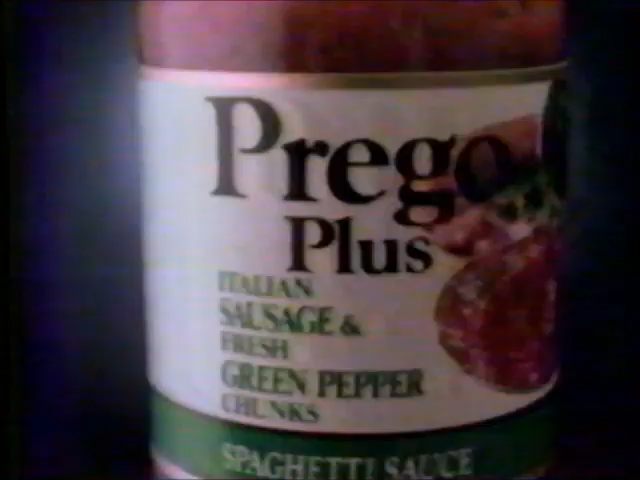 Prego
Plus
ITALIAN
SAUSAGE &
FRESH
GREEN PEPPER
CHUNKS
SPAGHETTI SAUCE